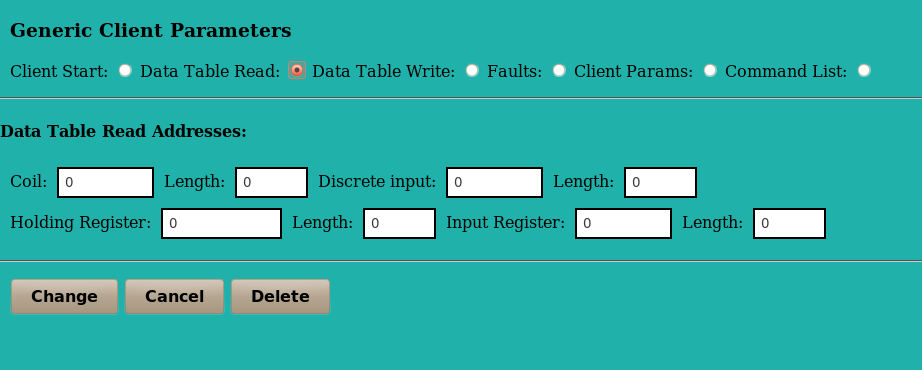 Generic Client Parameters
Client Start: Data Table Read: Data Table Write: Faults: Client Params: Command List:
Data Table Read Addresses:
Coil: 0 Length: 0 Discrete input: 0 Length: 0
Holding Register: 0 Length: 0 Input Register: 0 Length: 0
Change Cancel Delete